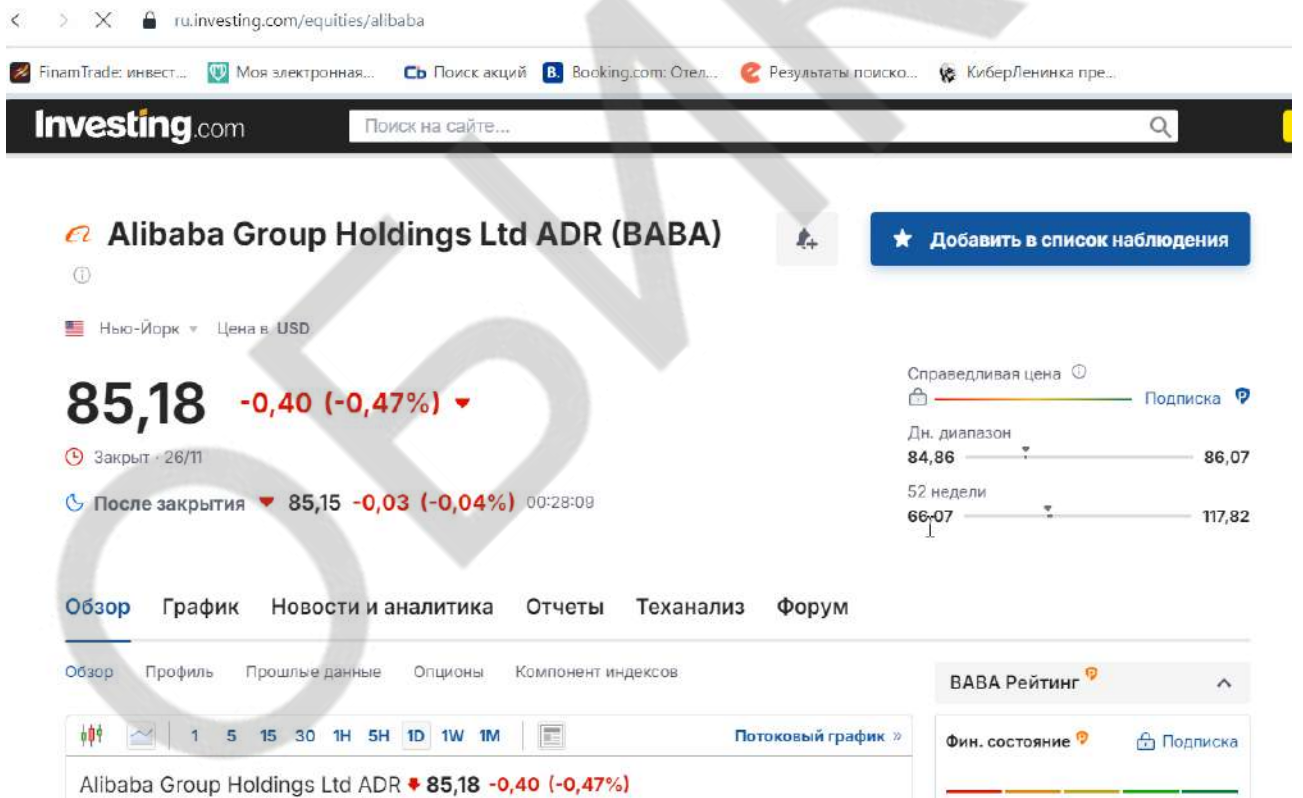 ru.investing.com/equities/alibaba
FinamTrade: инвест... Моя электронная... Сb Поиск акций B. Booking.com: Отел... Результаты поиско... КиберЛенинка пре...
Investing.com Поиск на сайте...
Alibaba Group Holdings Ltd ADR (BABA) Добавить в список наблюдения
Нью-Йорк Цена в USD
85,18 -0,40 (-0,47%)
Справедливая цена
Подписка
Закрыт · 26/11
Дн. диапазон
84,86 86,07
После закрытия 85,15 -0,03 (-0,04%) 00:28:09
52 недели
66,07 117,82
Обзор График Новости и аналитика Отчеты Теханализ Форум
Обзор Профиль Прошлые данные Опционы Компонент индексов
BABA Рейтинг
1 5 15 30 1H 5H 1D 1W 1M Потоковый график »
Фин. состояние Подписка
Alibaba Group Holdings Ltd ADR 85,18 -0,40 (-0,47%)
ОБИК